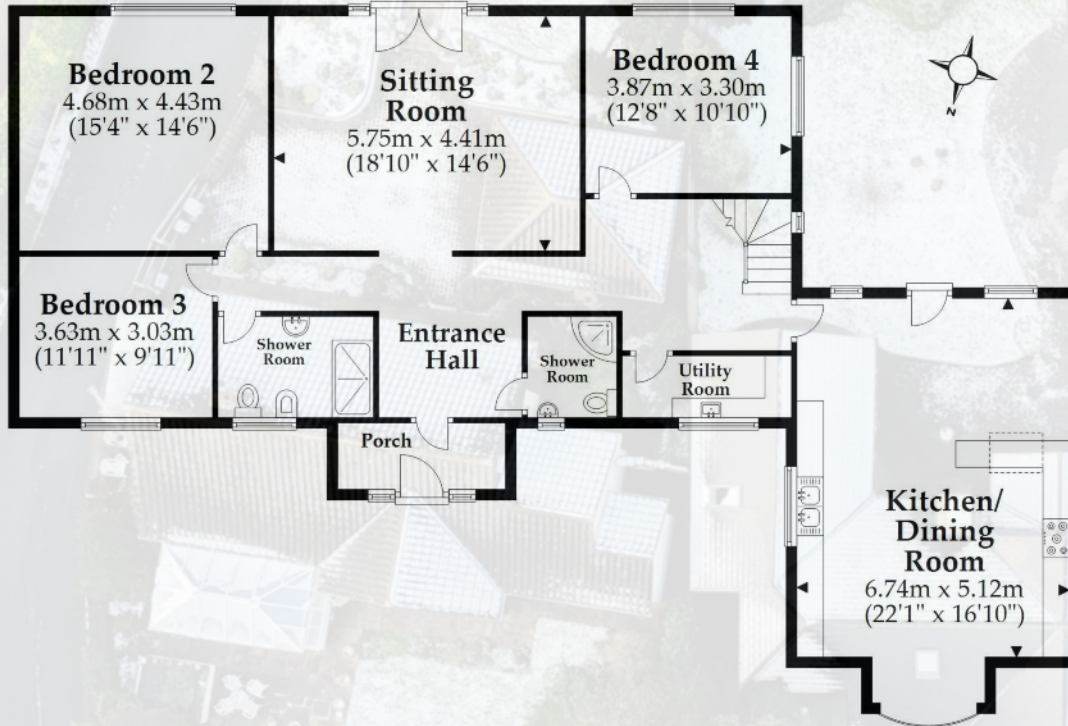 Bedroom 2
4.68m x 4.43m
(15'4" x 14'6")
Sitting
Room
5.75m x 4.41m
(18'10" x 14'6")
Bedroom 4
3.87m x 3.30m
(12'8" x 10'10")
N
Bedroom 3
3.63m x 3.03m
(11'11" x 9'11")
Shower
Room
Entrance
Hall
Shower
Room
Utility
Room
Porch
Kitchen/
Dining
Room
6.74m x 5.12m
(22'1" x 16'10")